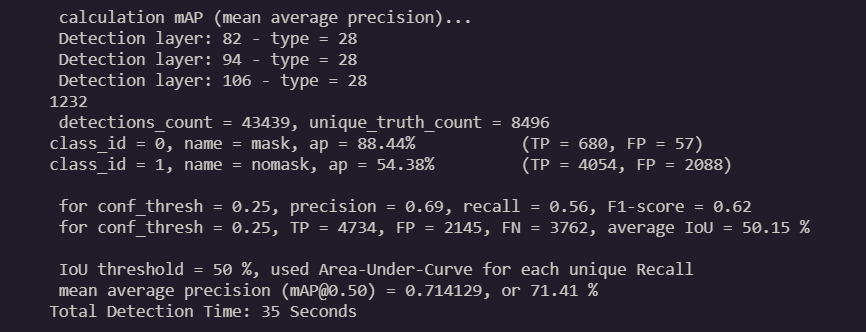 calculation mAP (mean average precision)...
Detection layer: 82 - type = 28
Detection layer: 94 - type = 28
Detection layer: 106 - type = 28
1232
detections_count = 43439, unique_truth_count = 8496
class_id = 0, name = mask, ap = 88.44% (TP = 680, FP = 57)
class_id = 1, name = nomask, ap = 54.38% (TP = 4054, FP = 2088)
for conf_thresh = 0.25, precision = 0.69, recall = 0.56, F1-score = 0.62
for conf_thresh = 0.25, TP = 4734, FP = 2145, FN = 3762, average IoU = 50.15 %
IoU threshold = 50 %, used Area-Under-Curve for each unique Recall
mean average precision (mAP@0.50) = 0.714129, or 71.41 %
Total Detection Time: 35 Seconds